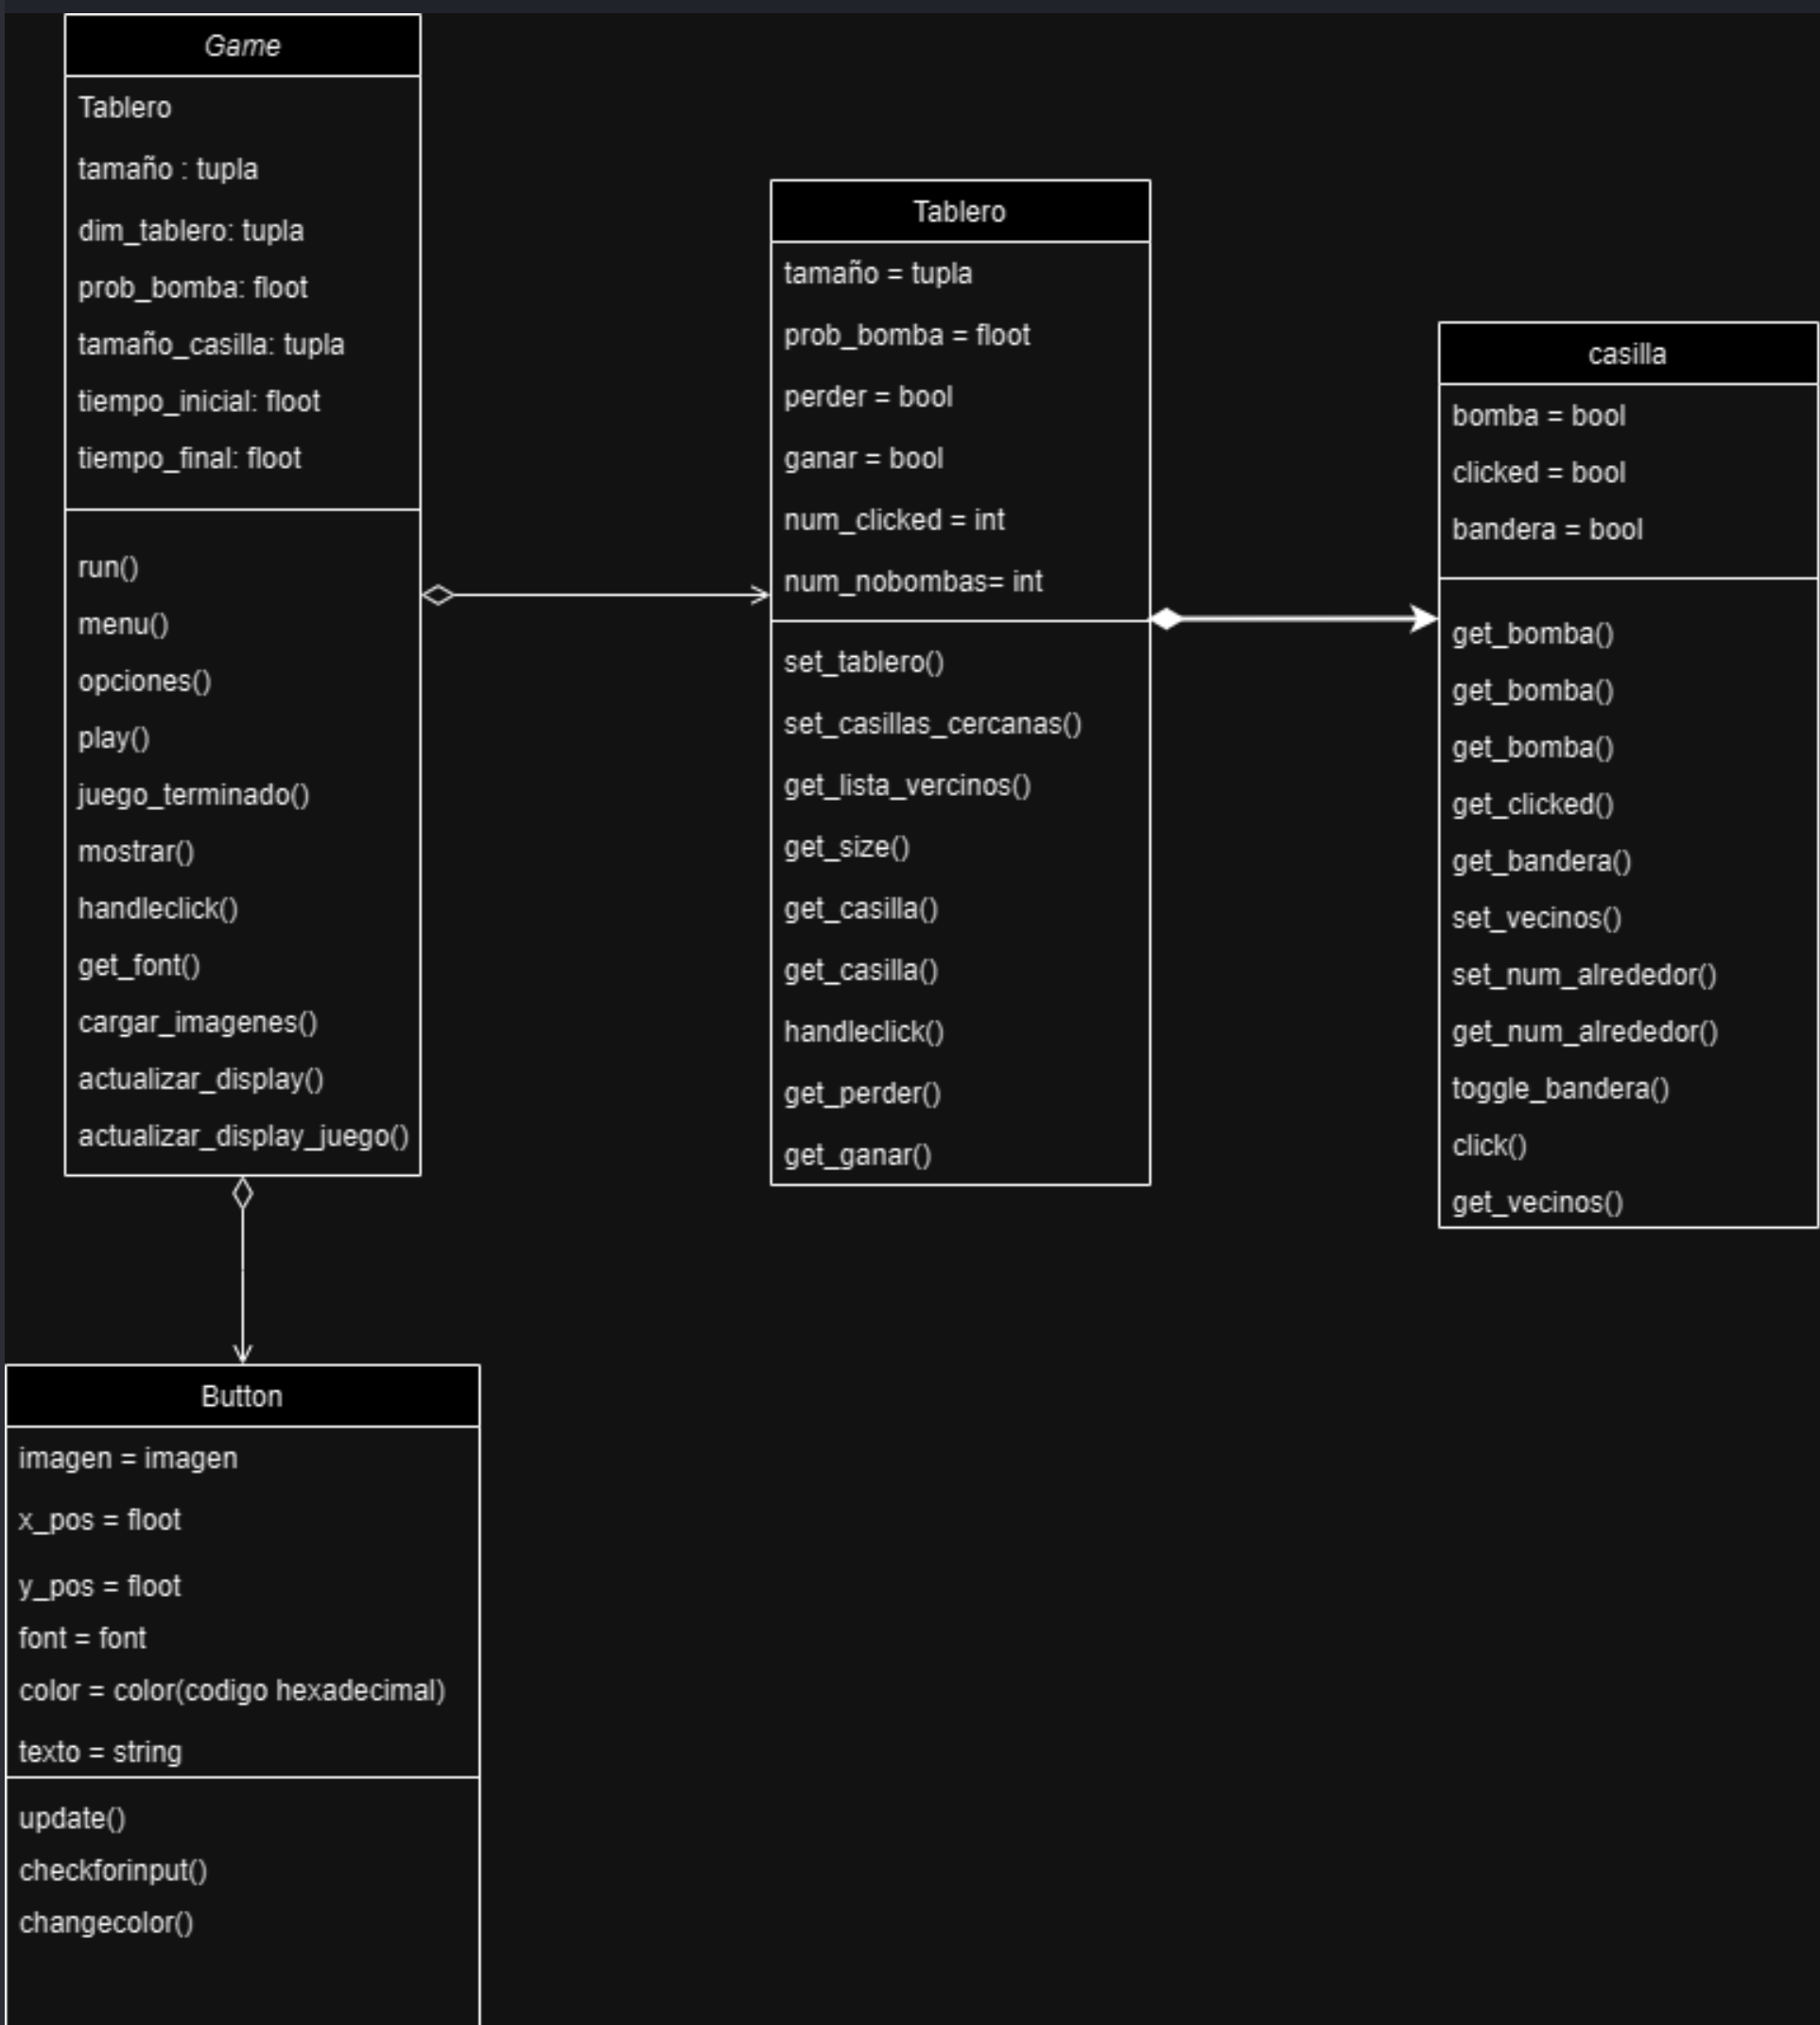 Game
Tablero
tamaño : tupla
dim_tablero: tupla
prob_bomba: floot
tamaño_casilla: tupla
tiempo_inicial: floot
tiempo_final: floot
run()
menu()
opciones()
play()
juego_terminado()
mostrar()
handleclick()
get_font()
cargar_imagenes()
actualizar_display()
actualizar_display_juego()
Tablero
tamaño = tupla
prob_bomba = floot
perder = bool
ganar = bool
num_clicked = int
num_nobombas= int
set_tablero()
set_casillas_cercanas()
get_lista_vercinos()
get_size()
get_casilla()
get_casilla()
handleclick()
get_perder()
get_ganar()
casilla
bomba = bool
clicked = bool
bandera = bool
get_bomba()
get_bomba()
get_bomba()
get_clicked()
get_bandera()
set_vecinos()
set_num_alrededor()
get_num_alrededor()
toggle_bandera()
click()
get_vecinos()
Button
imagen = imagen
x_pos = floot
y_pos = floot
font = font
color = color(codigo hexadecimal)
texto = string
update()
checkforinput()
changecolor()